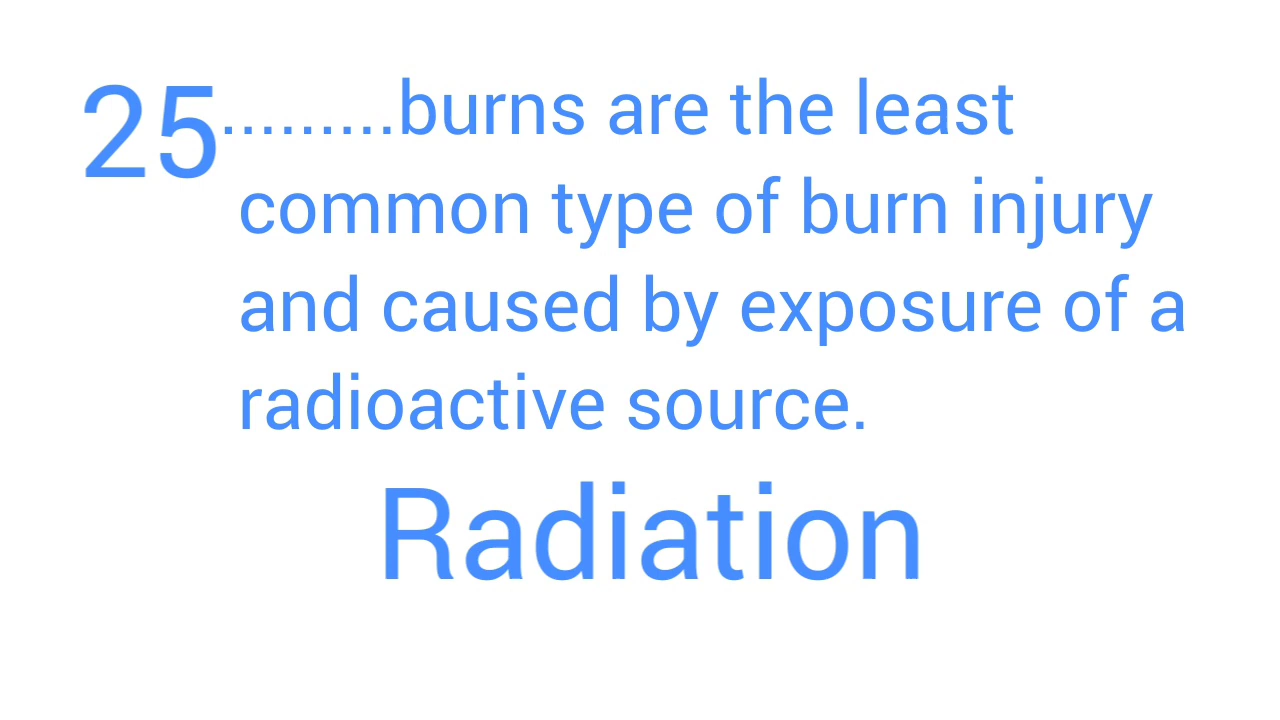 25.........burns are the least
common type of burn injury
and caused by exposure of a
radioactive source.
Radiation